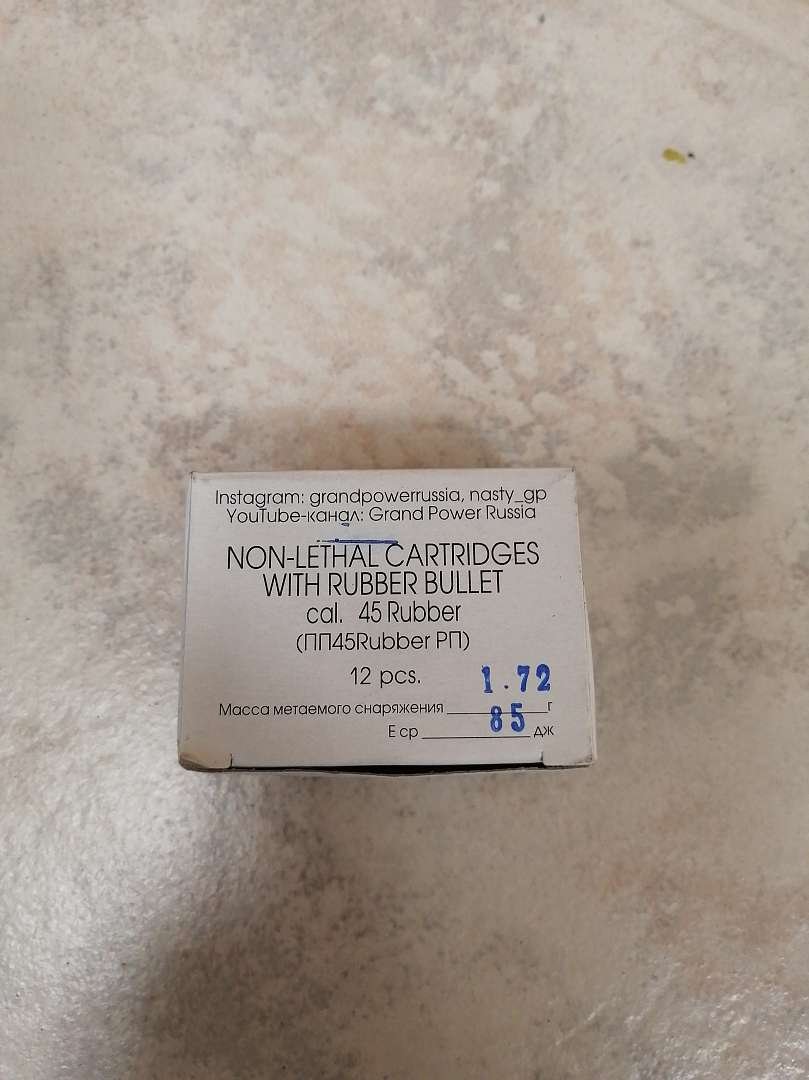 Instagram: grandpowerrussia, nasty_gp
YouTube-канал: Grand Power Russia
NON-LETHAL CARTRIDGES
WITH RUBBER BULLET
cal. 45 Rubber
(ПП45Rubber РП)
12 pcs.
Масса метаемого снаряжения 1.72 г
Е ср 85 дж